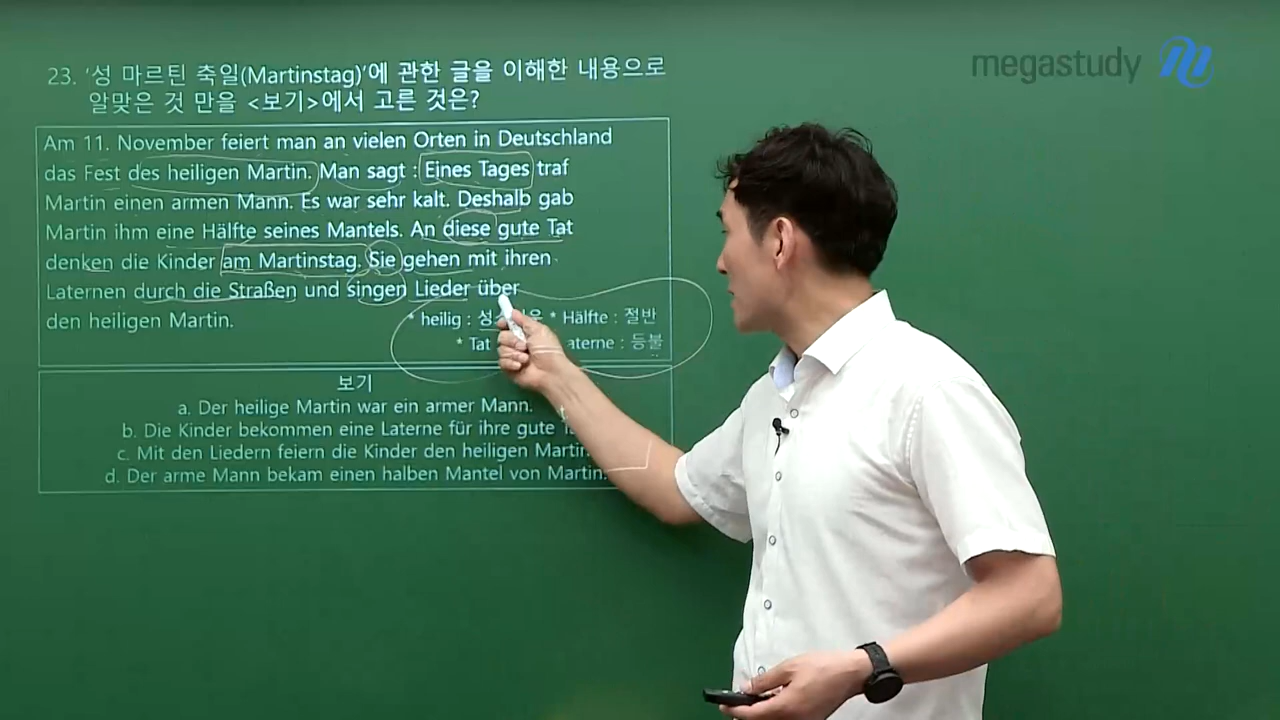 megastudy
23. '성 마르틴 축일(Martinstag)'에 관한 글을 이해한 내용으로
알맞은 것 만을 <보기>에서 고른 것은?
Am 11. November feiert man an vielen Orten in Deutschland
das Fest des heiligen Martin. Man sagt : Eines Tages traf
Martin einen armen Mann. Es war sehr kalt. Deshalb gab
Martin ihm eine Hälfte seines Mantels. An diese gute Tat
denken die Kinder am Martinstag. Sie gehen mit ihren
Laternen durch die Straßen und singen Lieder über
den heiligen Martin.
* heilig : * Hälfte : 절반
* Tat : 등불
보기
a. Der heilige Martin war ein armer Mann.
b. Die Kinder bekommen eine Laterne für ihre gute
c. Mit den Liedern feiern die Kinder den heiligen Martin.
d. Der arme Mann bekam einen halben Mantel von Martin.